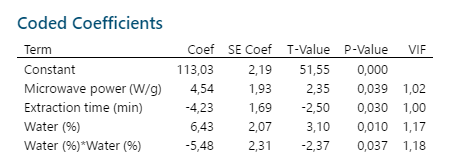 Coded Coefficients
Term Coef SE Coef T-Value P-Value VIF
Constant 113,03 2,19 51,55 0,000
Microwave power (W/g) 4,54 1,93 2,35 0,039 1,02
Extraction time (min) -4,23 1,69 -2,50 0,030 1,00
Water (%) 6,43 2,07 3,10 0,010 1,17
Water (%)*Water (%) -5,48 2,31 -2,37 0,037 1,18